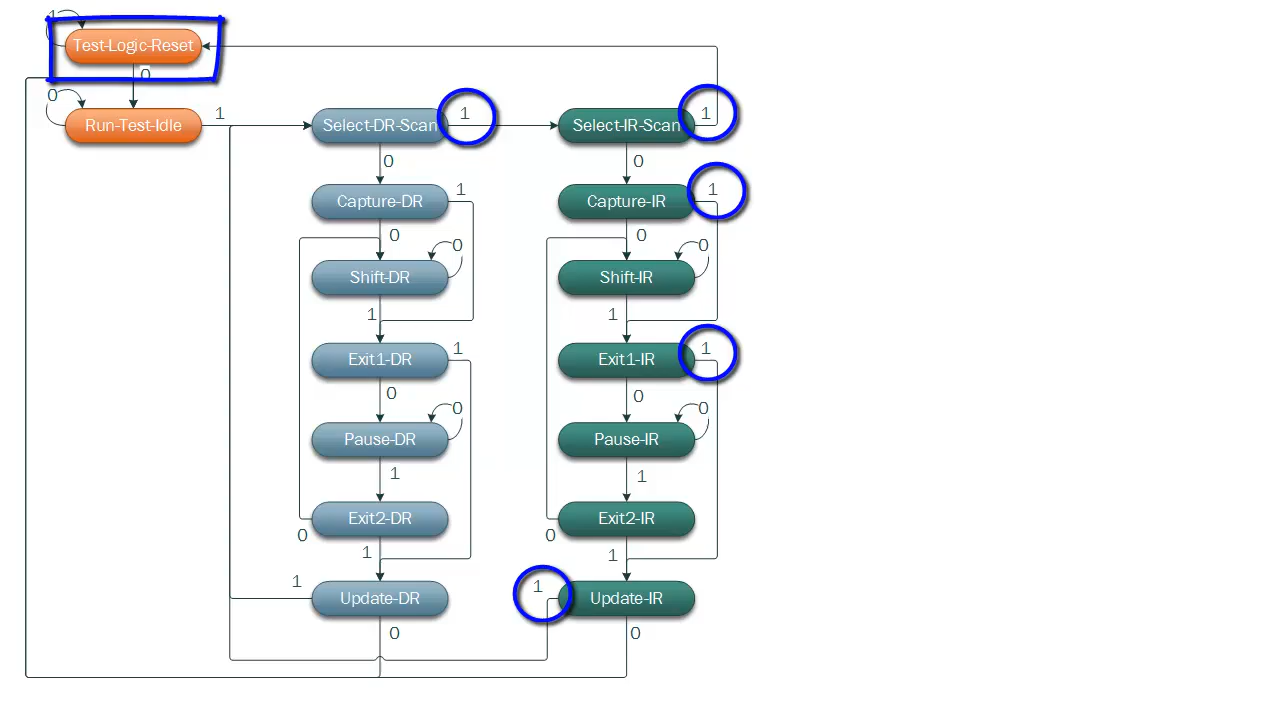 1
Test-Logic-Reset
0
0
Run-Test-Idle
1
Select-DR-Scan
1
Select-IR-Scan
1
0
0
Capture-DR
1
Capture-IR
1
0
0
0
0
Shift-DR
Shift-IR
1
1
Exit1-DR
1
Exit1-IR
1
0
0
0
0
Pause-DR
Pause-IR
1
1
Exit2-DR
Exit2-IR
0
0
1
1
1
Update-DR
1
Update-IR
0
0